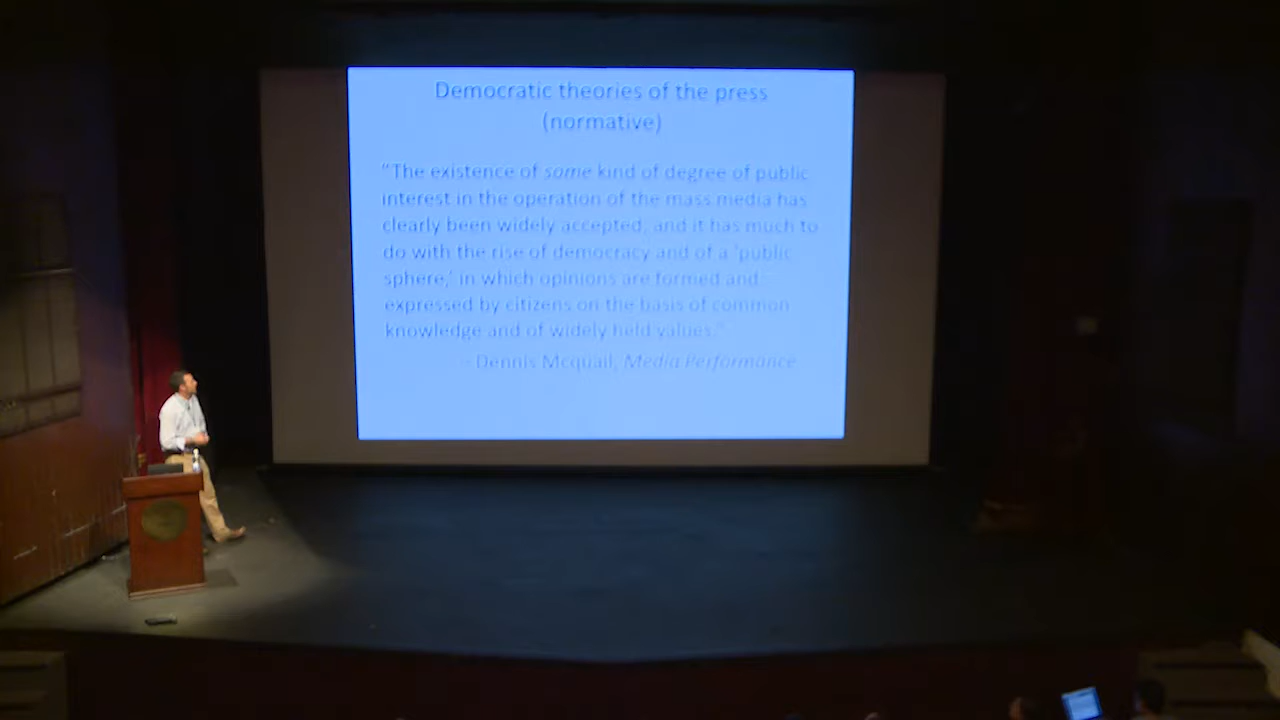 Democratic theories of the press
(normative)
“The existence of some kind of degree of public
interest in the operation of the mass media has
clearly been widely accepted, and it has much to
do with the rise of democracy and of a ‘public
sphere,’ in which opinions are formed and
expressed by citizens on the basis of common
knowledge and of widely held values.”
– Dennis Mcquail, Media Performance